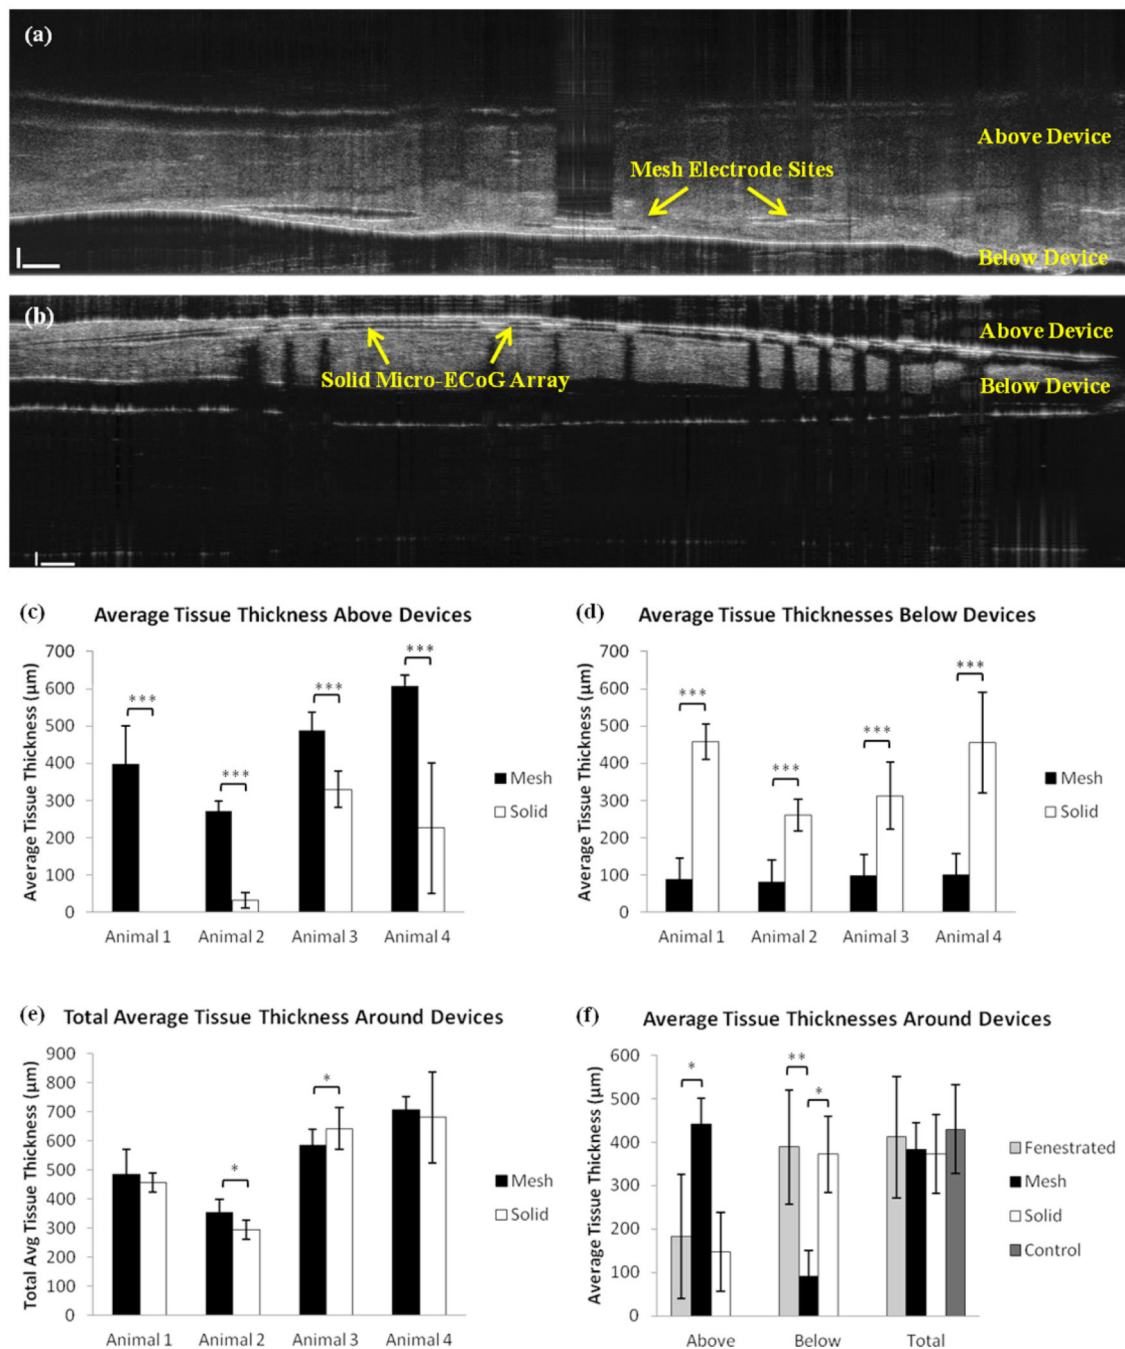 (a)
Above Device
Mesh Electrode Sites
Below Device
(b)
Above Device
Solid Micro-ECoG Array
Below Device
(c) Average Tissue Thickness Above Devices
Average Tissue Thickness (µm)
700
600
500
400
300
200
100
0
***
***
***
***
Animal 1 Animal 2 Animal 3 Animal 4
Mesh
Solid
(d) Average Tissue Thicknesses Below Devices
Average Tissue Thickness (µm)
700
600
500
400
300
200
100
0
***
***
***
***
Animal 1 Animal 2 Animal 3 Animal 4
Mesh
Solid
(e) Total Average Tissue Thickness Around Devices
Total Avg Tissue Thickness (µm)
900
800
700
600
500
400
300
200
100
0
*
*
Animal 1 Animal 2 Animal 3 Animal 4
Mesh
Solid
(f) Average Tissue Thicknesses Around Devices
Average Tissue Thickness (µm)
600
500
400
300
200
100
0
*
**
*
Above Below Total
Fenestrated
Mesh
Solid
Control